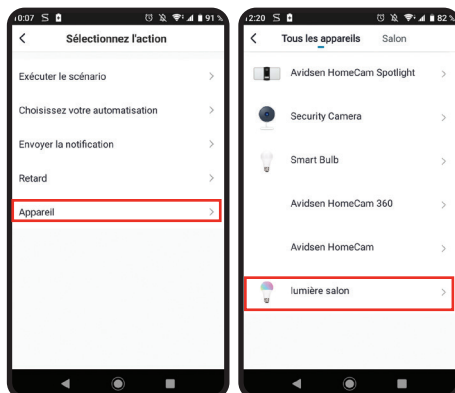 10:07 S 91 %
Sélectionnez l'action
Exécuter le scénario
Choisissez votre automatisation
Envoyer la notification
Retard
Appareil
12:20 S 82 %
Tous les appareils Salon
Avidsen HomeCam Spotlight
Security Camera
Smart Bulb
Avidsen HomeCam 360
Avidsen HomeCam
lumière salon